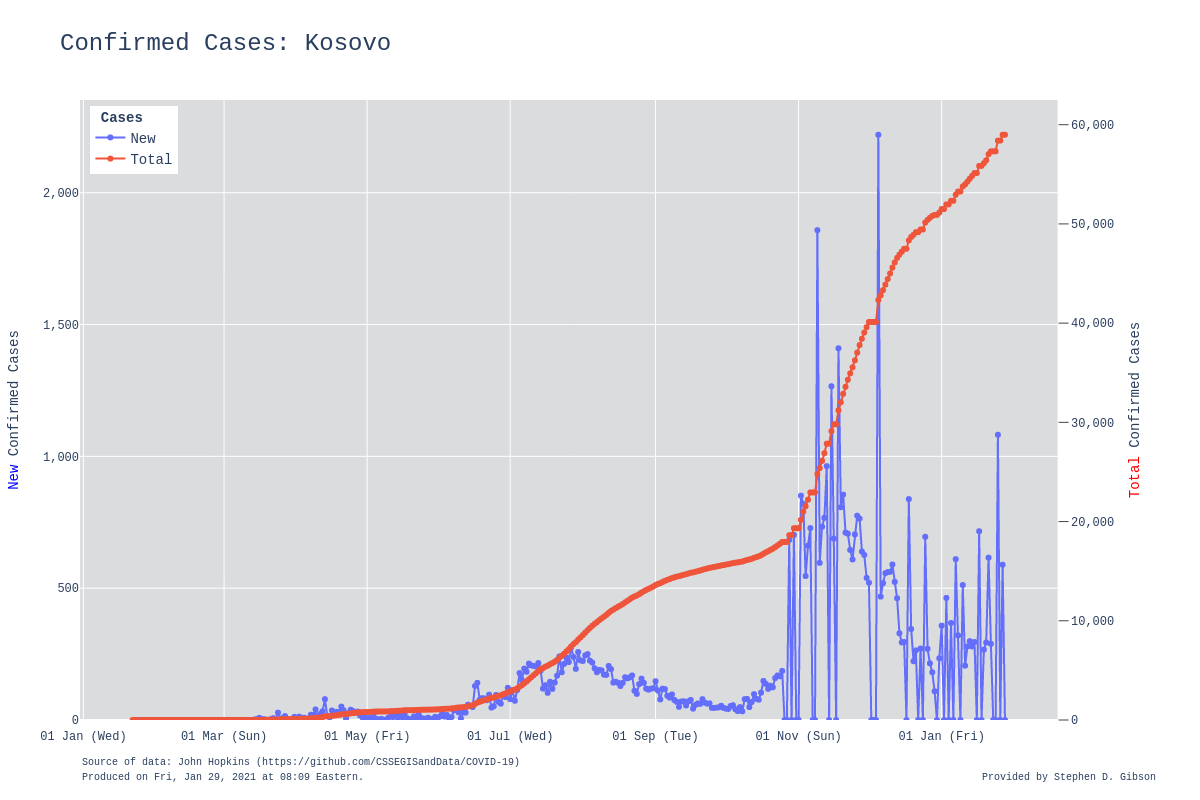 Confirmed Cases: Kosovo
Cases
New
Total
2,000
1,500
1,000
500
0
60,000
50,000
40,000
30,000
20,000
10,000
0
New Confirmed Cases
Total Confirmed Cases
01 Jan (Wed)
01 Mar (Sun)
01 May (Fri)
01 Jul (Wed)
01 Sep (Tue)
01 Nov (Sun)
01 Jan (Fri)
Source of data: John Hopkins (https://github.com/CSSEGISandData/COVID-19)
Produced on Fri, Jan 29, 2021 at 08:09 Eastern.
Provided by Stephen D. Gibson